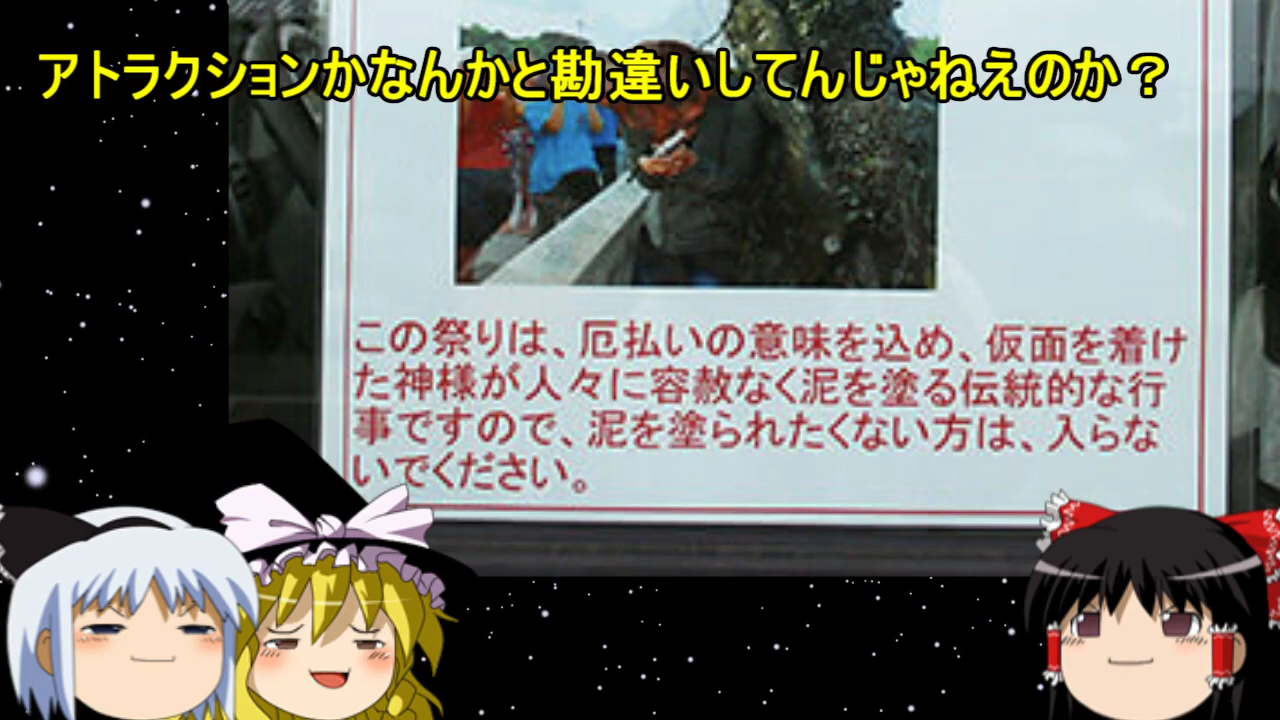 アトラクションかなんかと勘違いしてんじゃねえのか？
この祭りは、厄払いの意味を込め、仮面を着け
た神様が人々に容赦なく泥を塗る伝統的な行
事ですので、泥を塗られたくない方は、入らな
いでください。